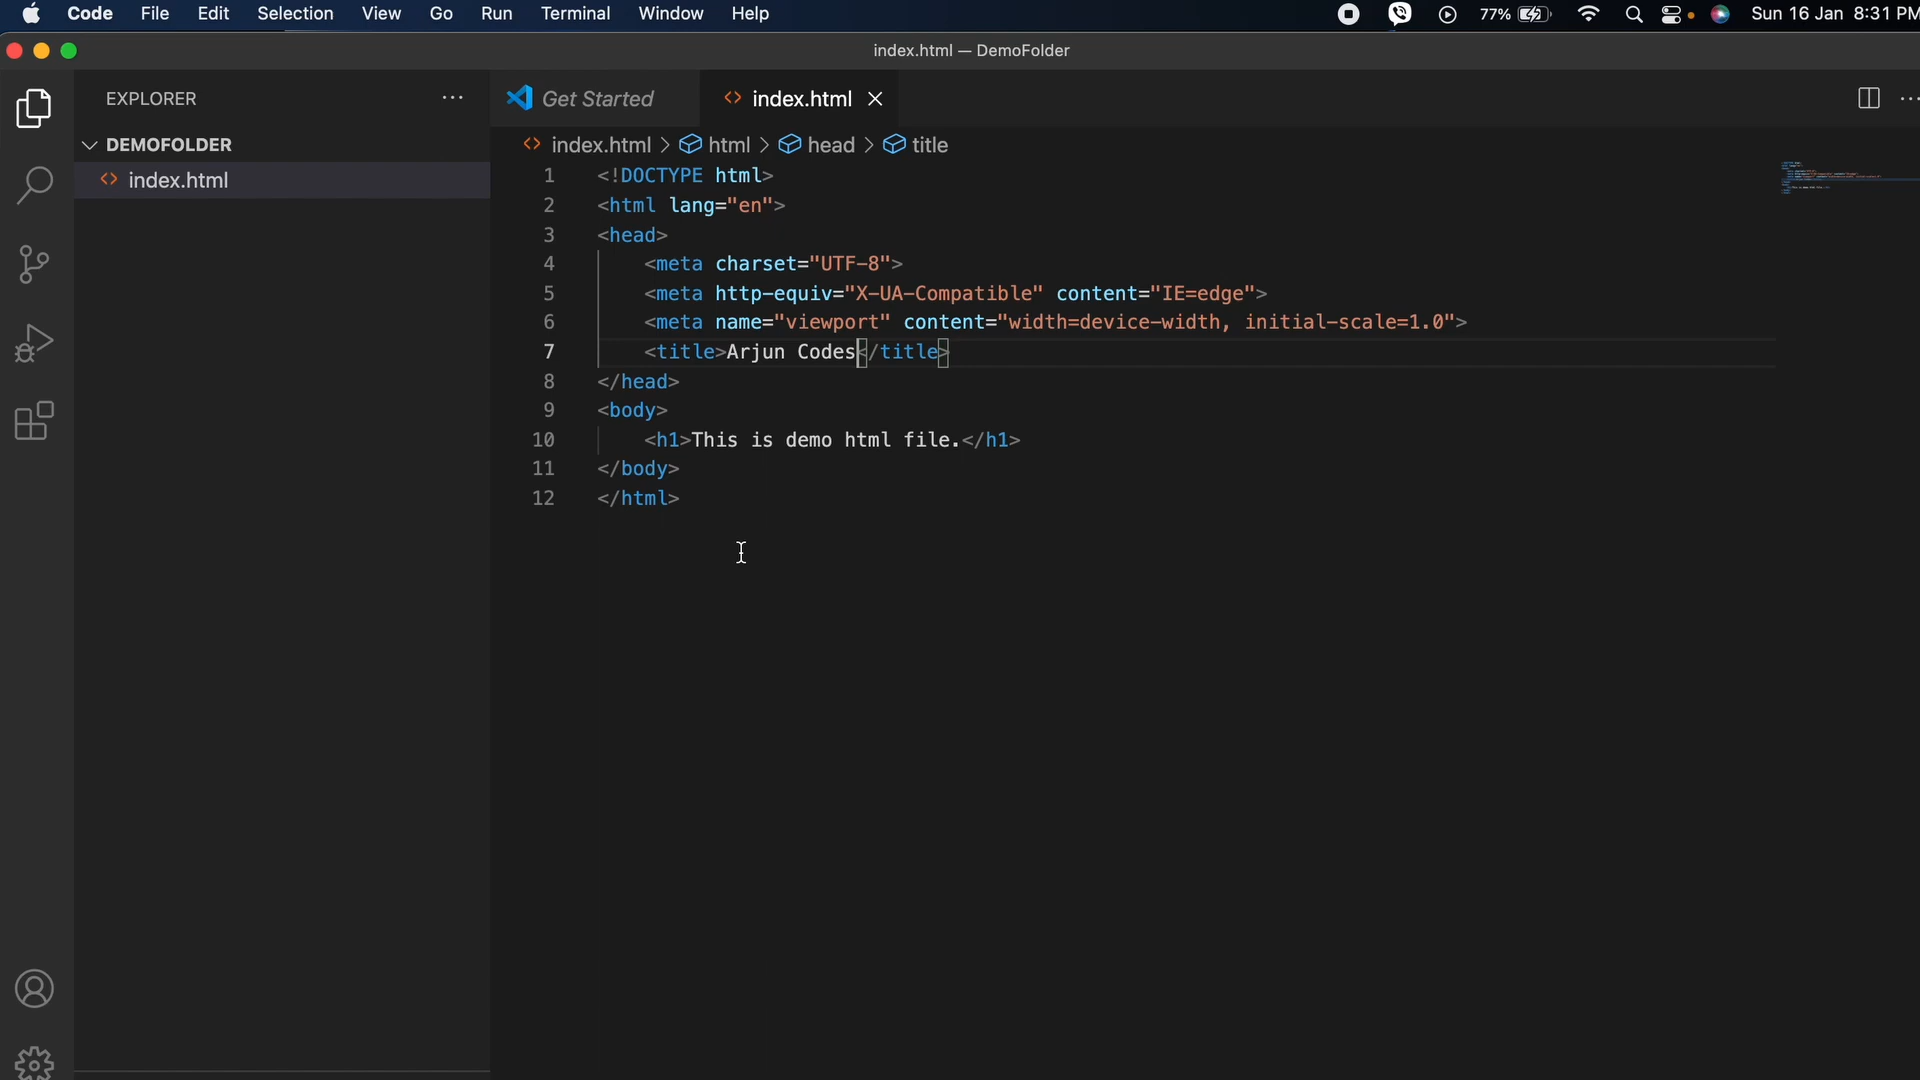 Code File Edit Selection View Go Run Terminal Window Help 77% Sun 16 Jan 8:31 PM
index.html — DemoFolder
EXPLORER ···
DEMOFOLDER
<> index.html
Get Started
<> index.html
<> index.html > html > head > title
1 <!DOCTYPE html>
2 <html lang="en">
3 <head>
4 <meta charset="UTF-8">
5 <meta http-equiv="X-UA-Compatible" content="IE=edge">
6 <meta name="viewport" content="width=device-width, initial-scale=1.0">
7 <title>Arjun Codes</title>
8 </head>
9 <body>
10 <h1>This is demo html file.</h1>
11 </body>
12 </html>